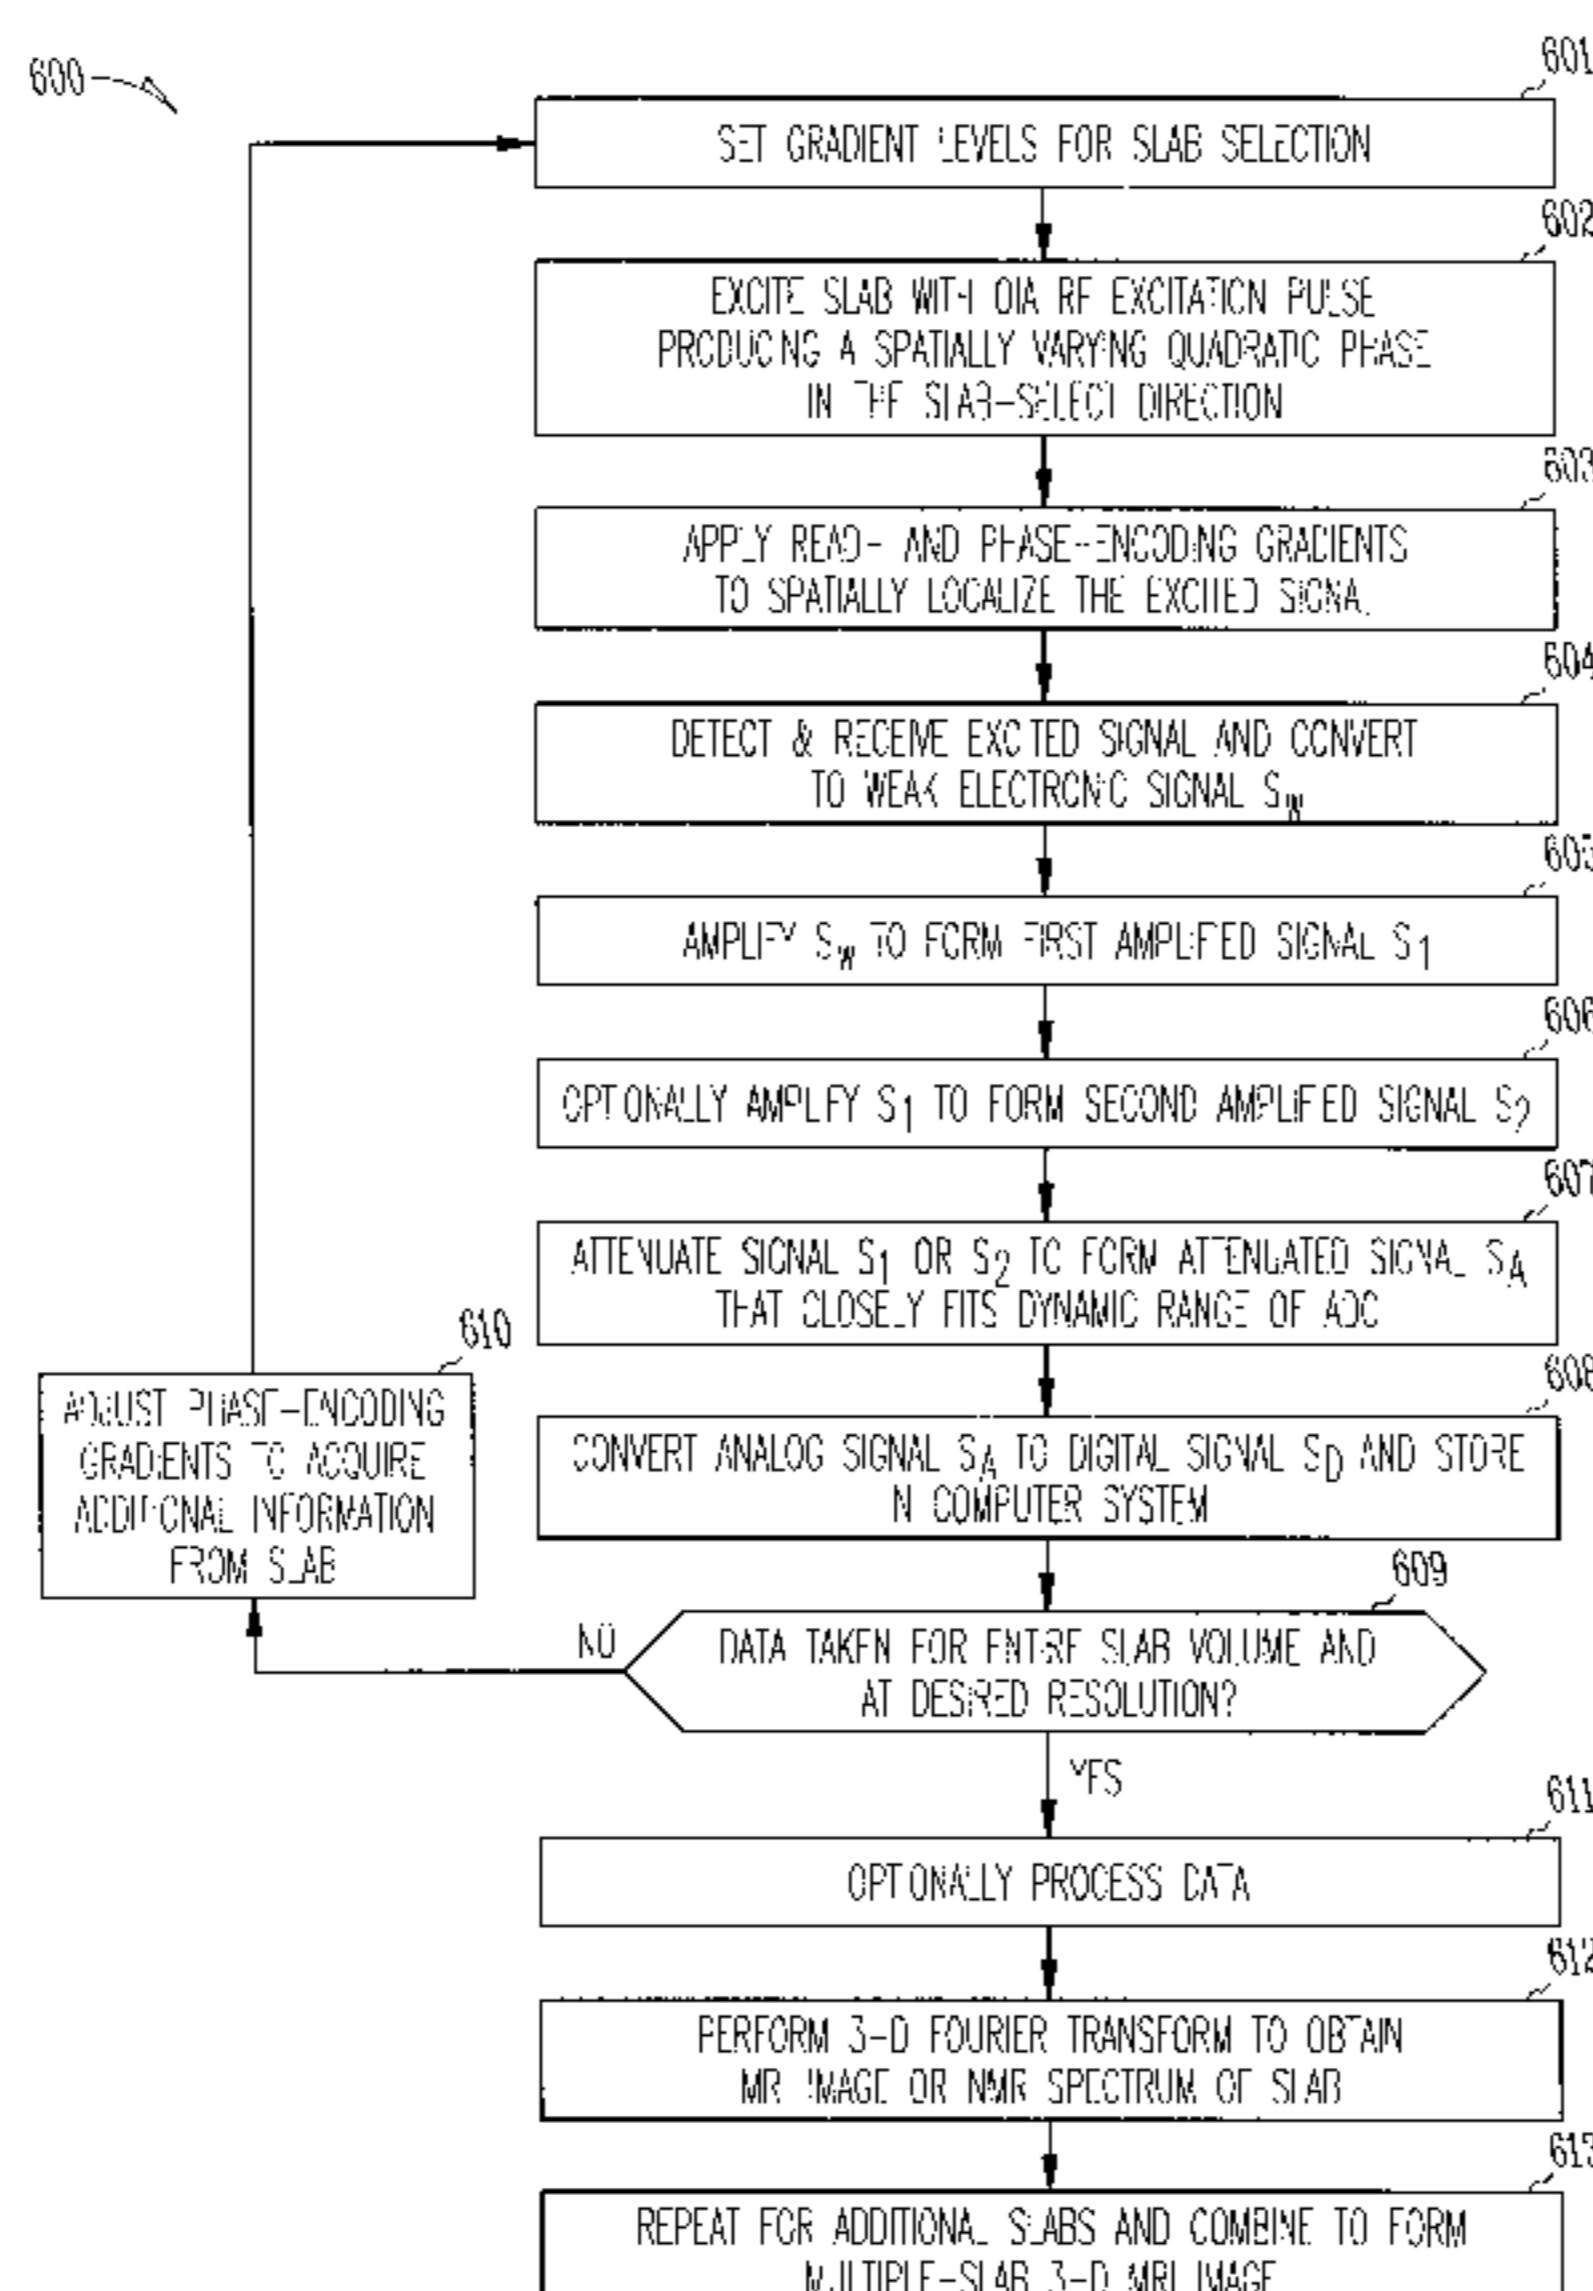 600
601
SET GRADIENT LEVELS FOR SLAB SELECTION
602
EXCITE SLAB WITH OIA RF EXCITATION PULSE
PRODUCING A SPATIALLY VARYING QUADRATIC PHASE
IN THE SLAB-SELECT DIRECTION
603
APPLY READ- AND PHASE-ENCODING GRADIENTS
TO SPATIALLY LOCALIZE THE EXCITED SIGNAL
604
DETECT & RECEIVE EXCITED SIGNAL AND CONVERT
TO WEAK ELECTRONIC SIGNAL SW
605
AMPLIFY SW TO FORM FIRST AMPLIFIED SIGNAL S1
606
OPTIONALLY AMPLIFY S1 TO FORM SECOND AMPLIFIED SIGNAL S2
607
ATTENUATE SIGNAL S1 OR S2 TO FORM ATTENUATED SIGNAL SA
THAT CLOSELY FITS DYNAMIC RANGE OF ADC
608
CONVERT ANALOG SIGNAL SA TO DIGITAL SIGNAL SD AND STORE
IN COMPUTER SYSTEM
609
DATA TAKEN FOR ENTIRE SLAB VOLUME AND
AT DESIRED RESOLUTION?
NO
610
ADJUST PHASE-ENCODING
GRADIENTS TO ACQUIRE
ADDITIONAL INFORMATION
FROM SLAB
YES
611
OPTIONALLY PROCESS DATA
612
PERFORM 3-D FOURIER TRANSFORM TO OBTAIN
MR IMAGE OR NMR SPECTRUM OF SLAB
613
REPEAT FOR ADDITIONAL SLABS AND COMBINE TO FORM
MULTIPLE-SLAB 3-D MRI IMAGE